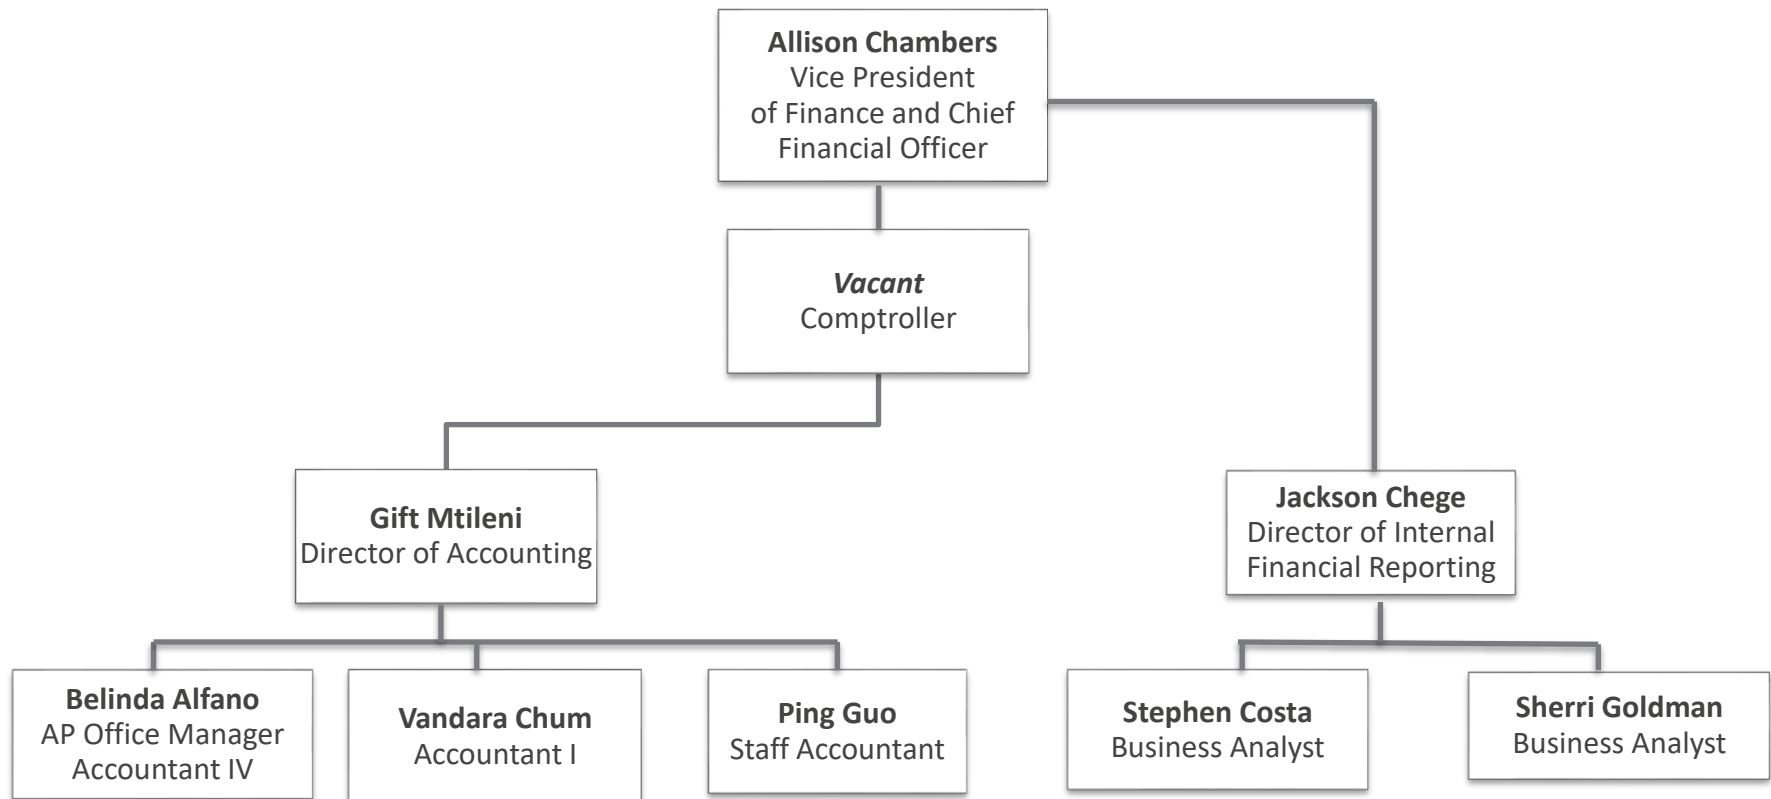 Allison Chambers
Vice President
of Finance and Chief
Financial Officer
Vacant
Comptroller
Gift Mtileni
Director of Accounting
Jackson Chege
Director of Internal
Financial Reporting
Belinda Alfano
AP Office Manager
Accountant IV
Vandara Chum
Accountant I
Ping Guo
Staff Accountant
Stephen Costa
Business Analyst
Sherri Goldman
Business Analyst